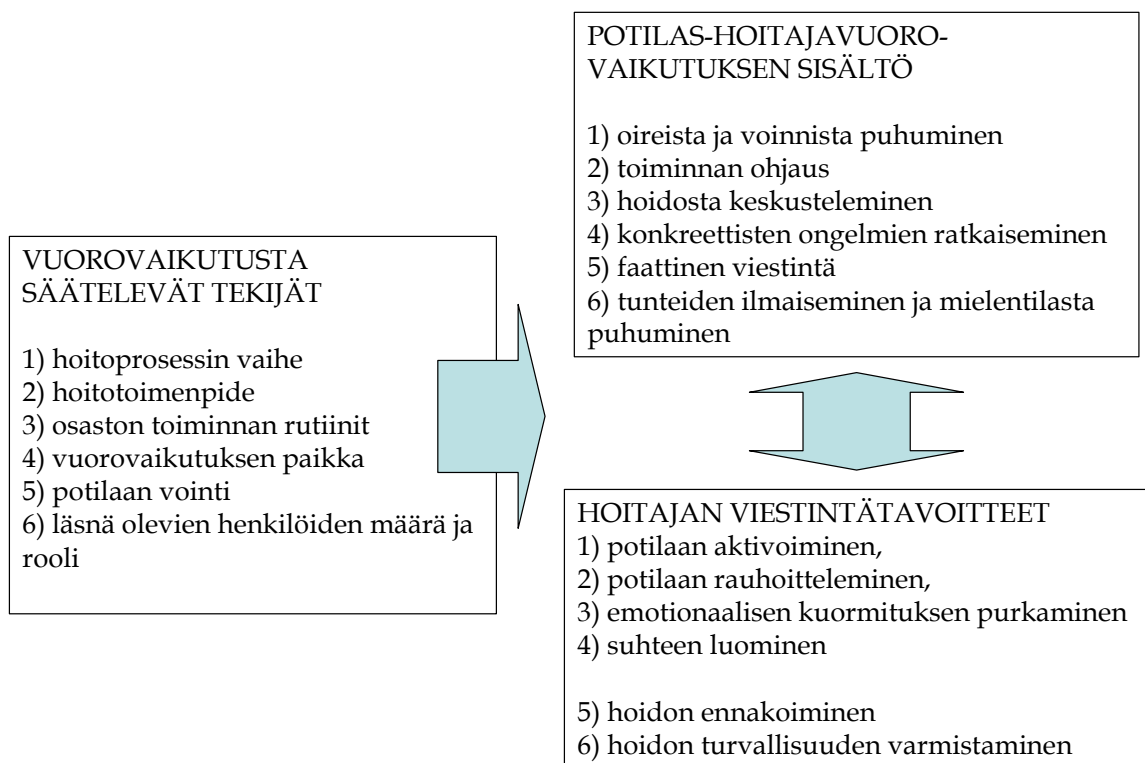 VUOROVAIKUTUSTA
SÄÄTELEVÄT TEKIJÄT
1) hoitoprosessin vaihe
2) hoitotoimenpide
3) osaston toiminnan rutiinit
4) vuorovaikutuksen paikka
5) potilaan vointi
6) läsnä olevien henkilöiden määrä ja
rooli
POTILAS-HOITAJAVUORO-
VAIKUTUKSEN SISÄLTÖ
1) oireista ja voinnista puhuminen
2) toiminnan ohjaus
3) hoidosta keskusteleminen
4) konkreettisten ongelmien ratkaiseminen
5) faattinen viestintä
6) tunteiden ilmaiseminen ja mielentilasta
puhuminen
HOITAJAN VIESTINTÄTAVOITTEET
1) potilaan aktivoiminen,
2) potilaan rauhoitteleminen,
3) emotionaalisen kuormituksen purkaminen
4) suhteen luominen
5) hoidon ennakoiminen
6) hoidon turvallisuuden varmistaminen